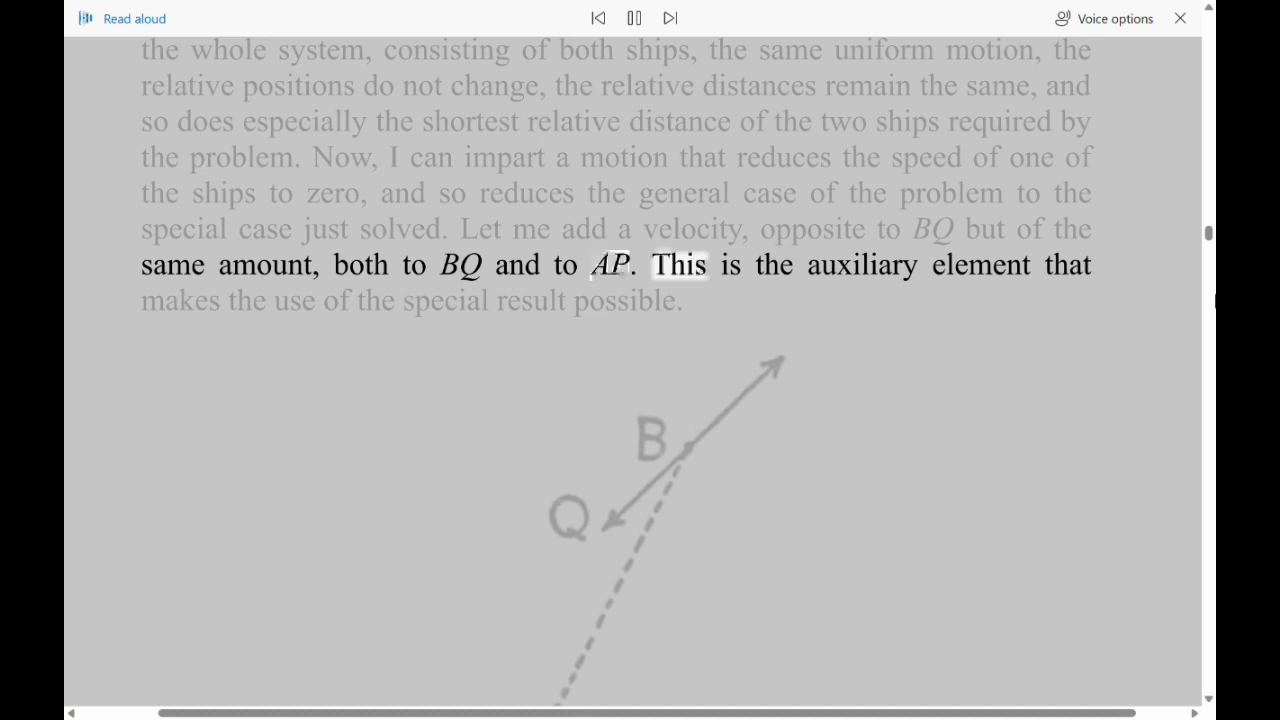 Read aloud
Voice options
the whole system, consisting of both ships, the same uniform motion, the
relative positions do not change, the relative distances remain the same, and
so does especially the shortest relative distance of the two ships required by
the problem. Now, I can impart a motion that reduces the speed of one of
the ships to zero, and so reduces the general case of the problem to the
special case just solved. Let me add a velocity, opposite to BQ but of the
same amount, both to BQ and to AP. This is the auxiliary element that
makes the use of the special result possible.
B
Q